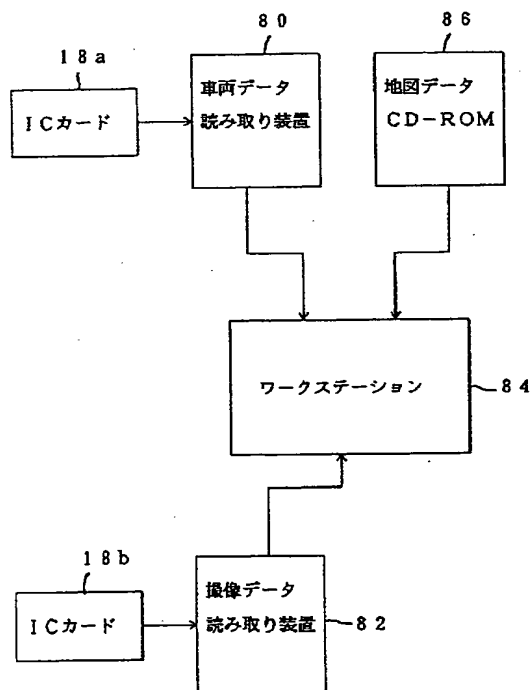 ８０
８６
１８ａ
車両データ
読み取り装置
地図データ
ＣＤ−ＲＯＭ
ＩＣカード
ワークステーション
８４
１８ｂ
撮像データ
読み取り装置
ＩＣカード
８２